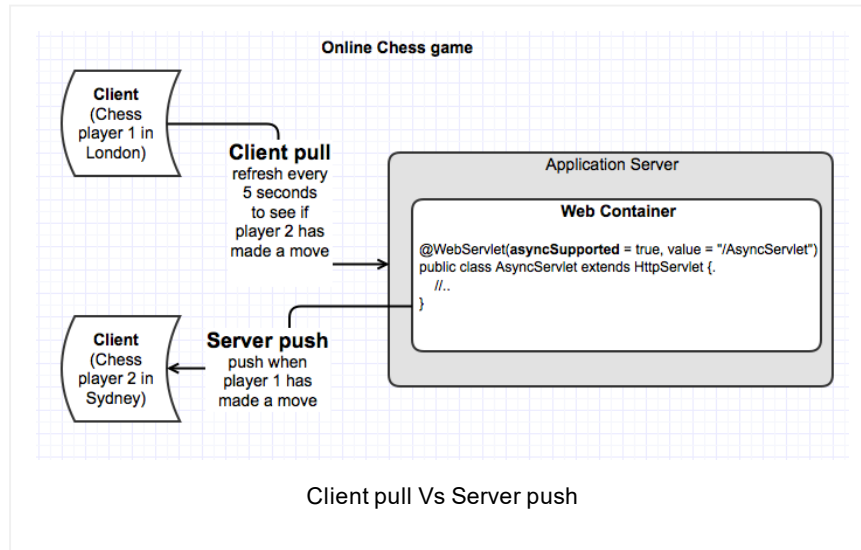 Online Chess game
Client
(Chess
player 1 in
London)
Client pull
refresh every
5 seconds
to see if
player 2 has
made a move
Application Server
Web Container
@WebServlet(asyncSupported = true, value = "/AsyncServlet")
public class AsyncServlet extends HttpServlet {.
//..
}
Client
(Chess
player 2 in
Sydney)
Server push
push when
player 1 has
made a move
Client pull Vs Server push